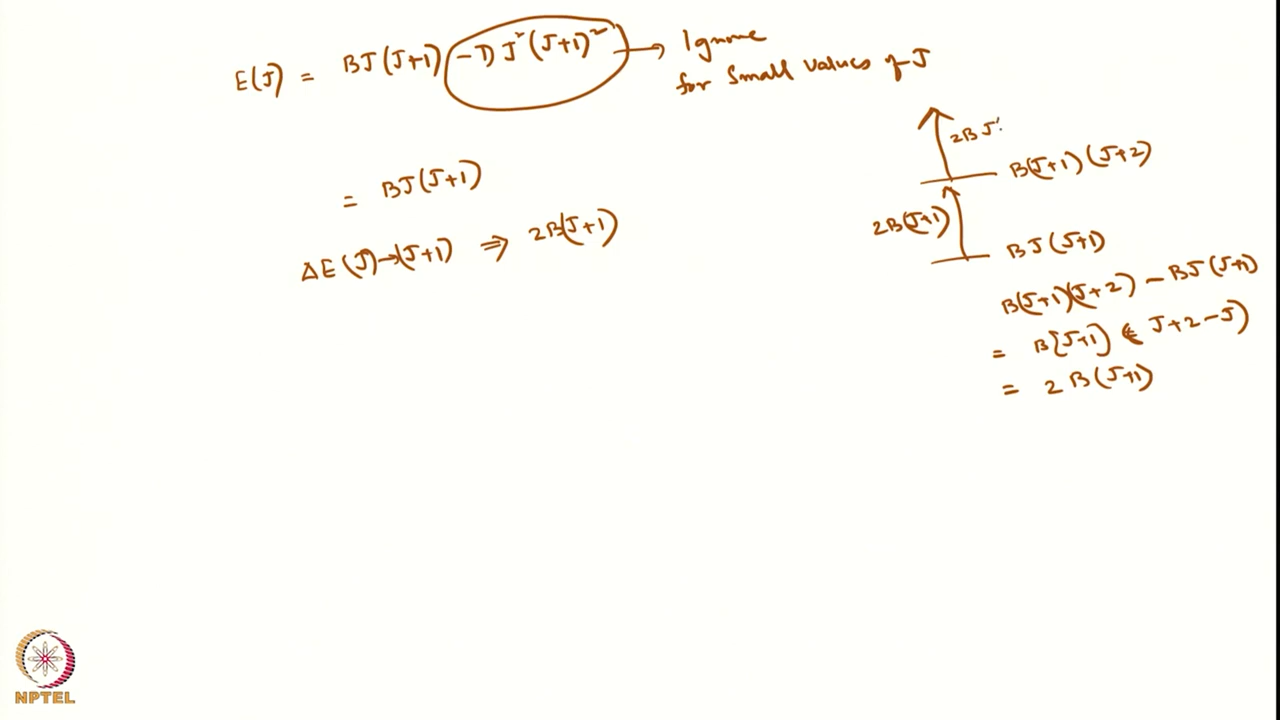 E(J) = BJ(J+1) -DJ²(J+1)² → Ignore
for small values of J
= BJ(J+1)
ΔE (J)→(J+1) ⇒ 2B(J+1)
2BJ
B(J+1)(J+2)
2B(J+1)
BJ(J+1)
B(J+1)(J+2) - BJ(J+1)
= B(J+1) ( J+2-J)
= 2B(J+1)
NPTEL